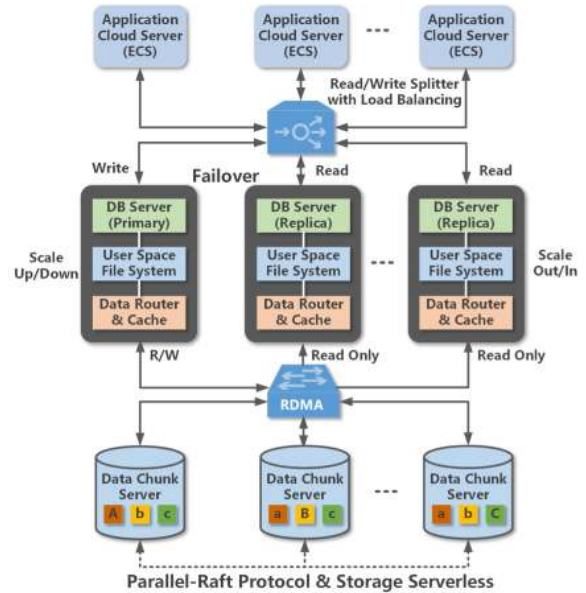 Application
Cloud Server
(ECS)
Application
Cloud Server
(ECS)
Application
Cloud Server
(ECS)
Read/Write Splitter
with Load Balancing
Write
Failover
Read
Read
DB Server
(Primary)
User Space
File System
Data Router
& Cache
DB Server
(Replica)
User Space
File System
Data Router
& Cache
DB Server
(Replica)
User Space
File System
Data Router
& Cache
Scale
Up/Down
Scale
Out/In
R/W
Read Only
Read Only
RDMA
Data Chunk
Server
A b c
Data Chunk
Server
a B c
Data Chunk
Server
a b C
Parallel-Raft Protocol & Storage Serverless